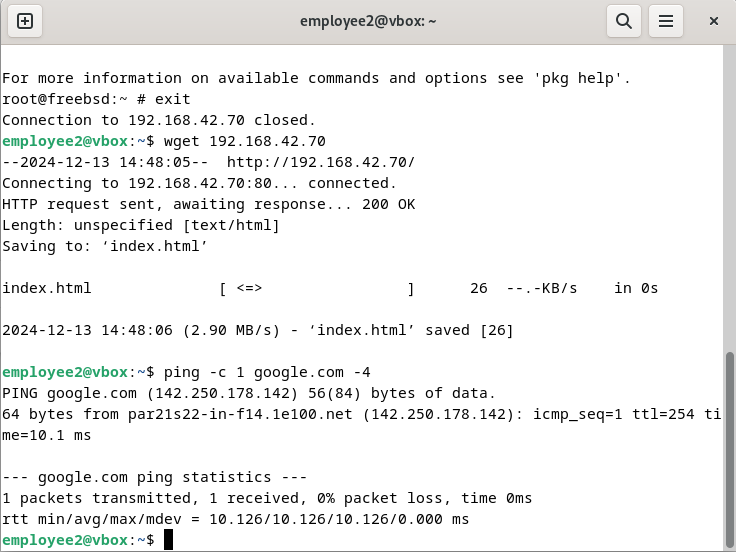 employee2@vbox: ~
For more information on available commands and options see 'pkg help'.
root@freebsd:~ # exit
Connection to 192.168.42.70 closed.
employee2@vbox:~$ wget 192.168.42.70
--2024-12-13 14:48:05--  http://192.168.42.70/
Connecting to 192.168.42.70:80... connected.
HTTP request sent, awaiting response... 200 OK
Length: unspecified [text/html]
Saving to: ‘index.html’
index.html              [ <=>                ]      26  --.-KB/s    in 0s
2024-12-13 14:48:06 (2.90 MB/s) - ‘index.html’ saved [26]
employee2@vbox:~$ ping -c 1 google.com -4
PING google.com (142.250.178.142) 56(84) bytes of data.
64 bytes from par21s22-in-f14.1e100.net (142.250.178.142): icmp_seq=1 ttl=254 ti
me=10.1 ms
--- google.com ping statistics ---
1 packets transmitted, 1 received, 0% packet loss, time 0ms
rtt min/avg/max/mdev = 10.126/10.126/10.126/0.000 ms
employee2@vbox:~$